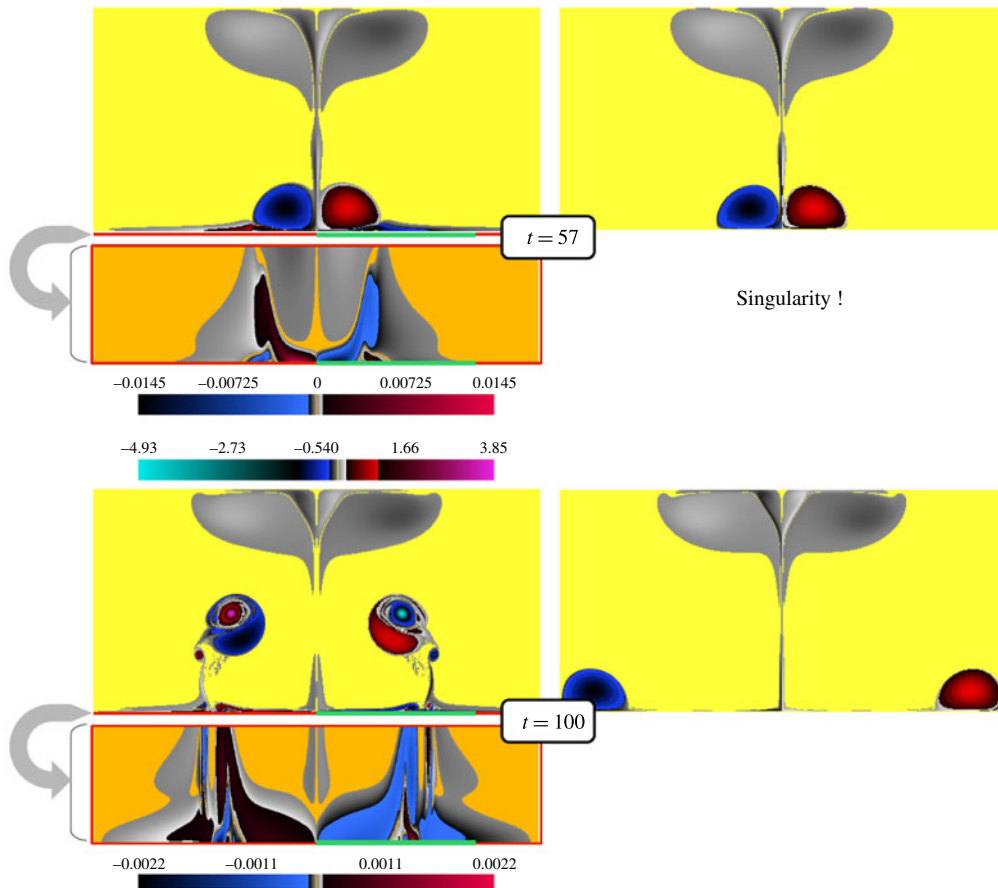 t = 57
Singularity !
−0.0145 −0.00725 0 0.00725 0.0145
−4.93 −2.73 −0.540 1.66 3.85
t = 100
−0.0022 −0.0011 0.0011 0.0022